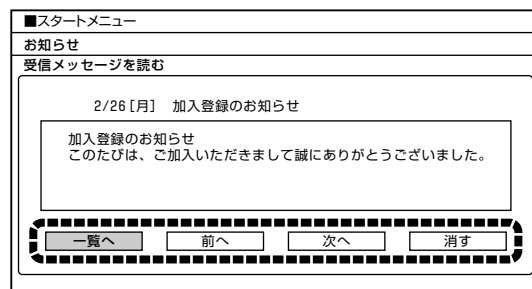 ■スタートメニュー
お知らせ
受信メッセージを読む
2/26[月] 加入登録のお知らせ
加入登録のお知らせ
このたびは、ご加入いただきまして誠にありがとうございました。
一覧へ 前へ 次へ 消す